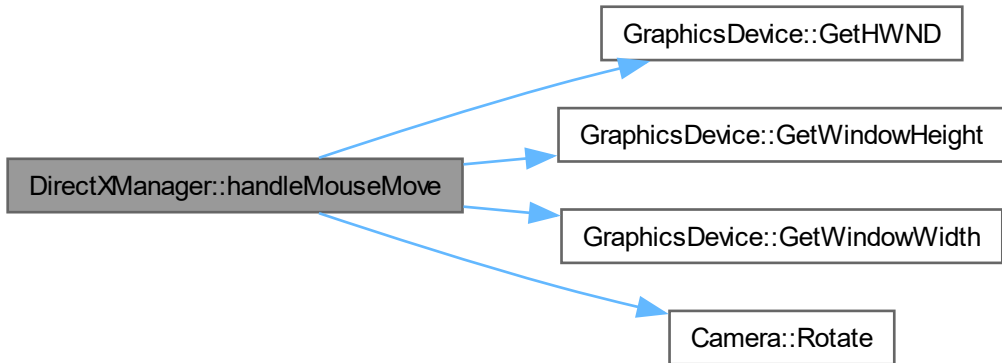 GraphicsDevice::GetHWND
GraphicsDevice::GetWindowHeight
DirectXManager::handleMouseMove
GraphicsDevice::GetWindowWidth
Camera::Rotate